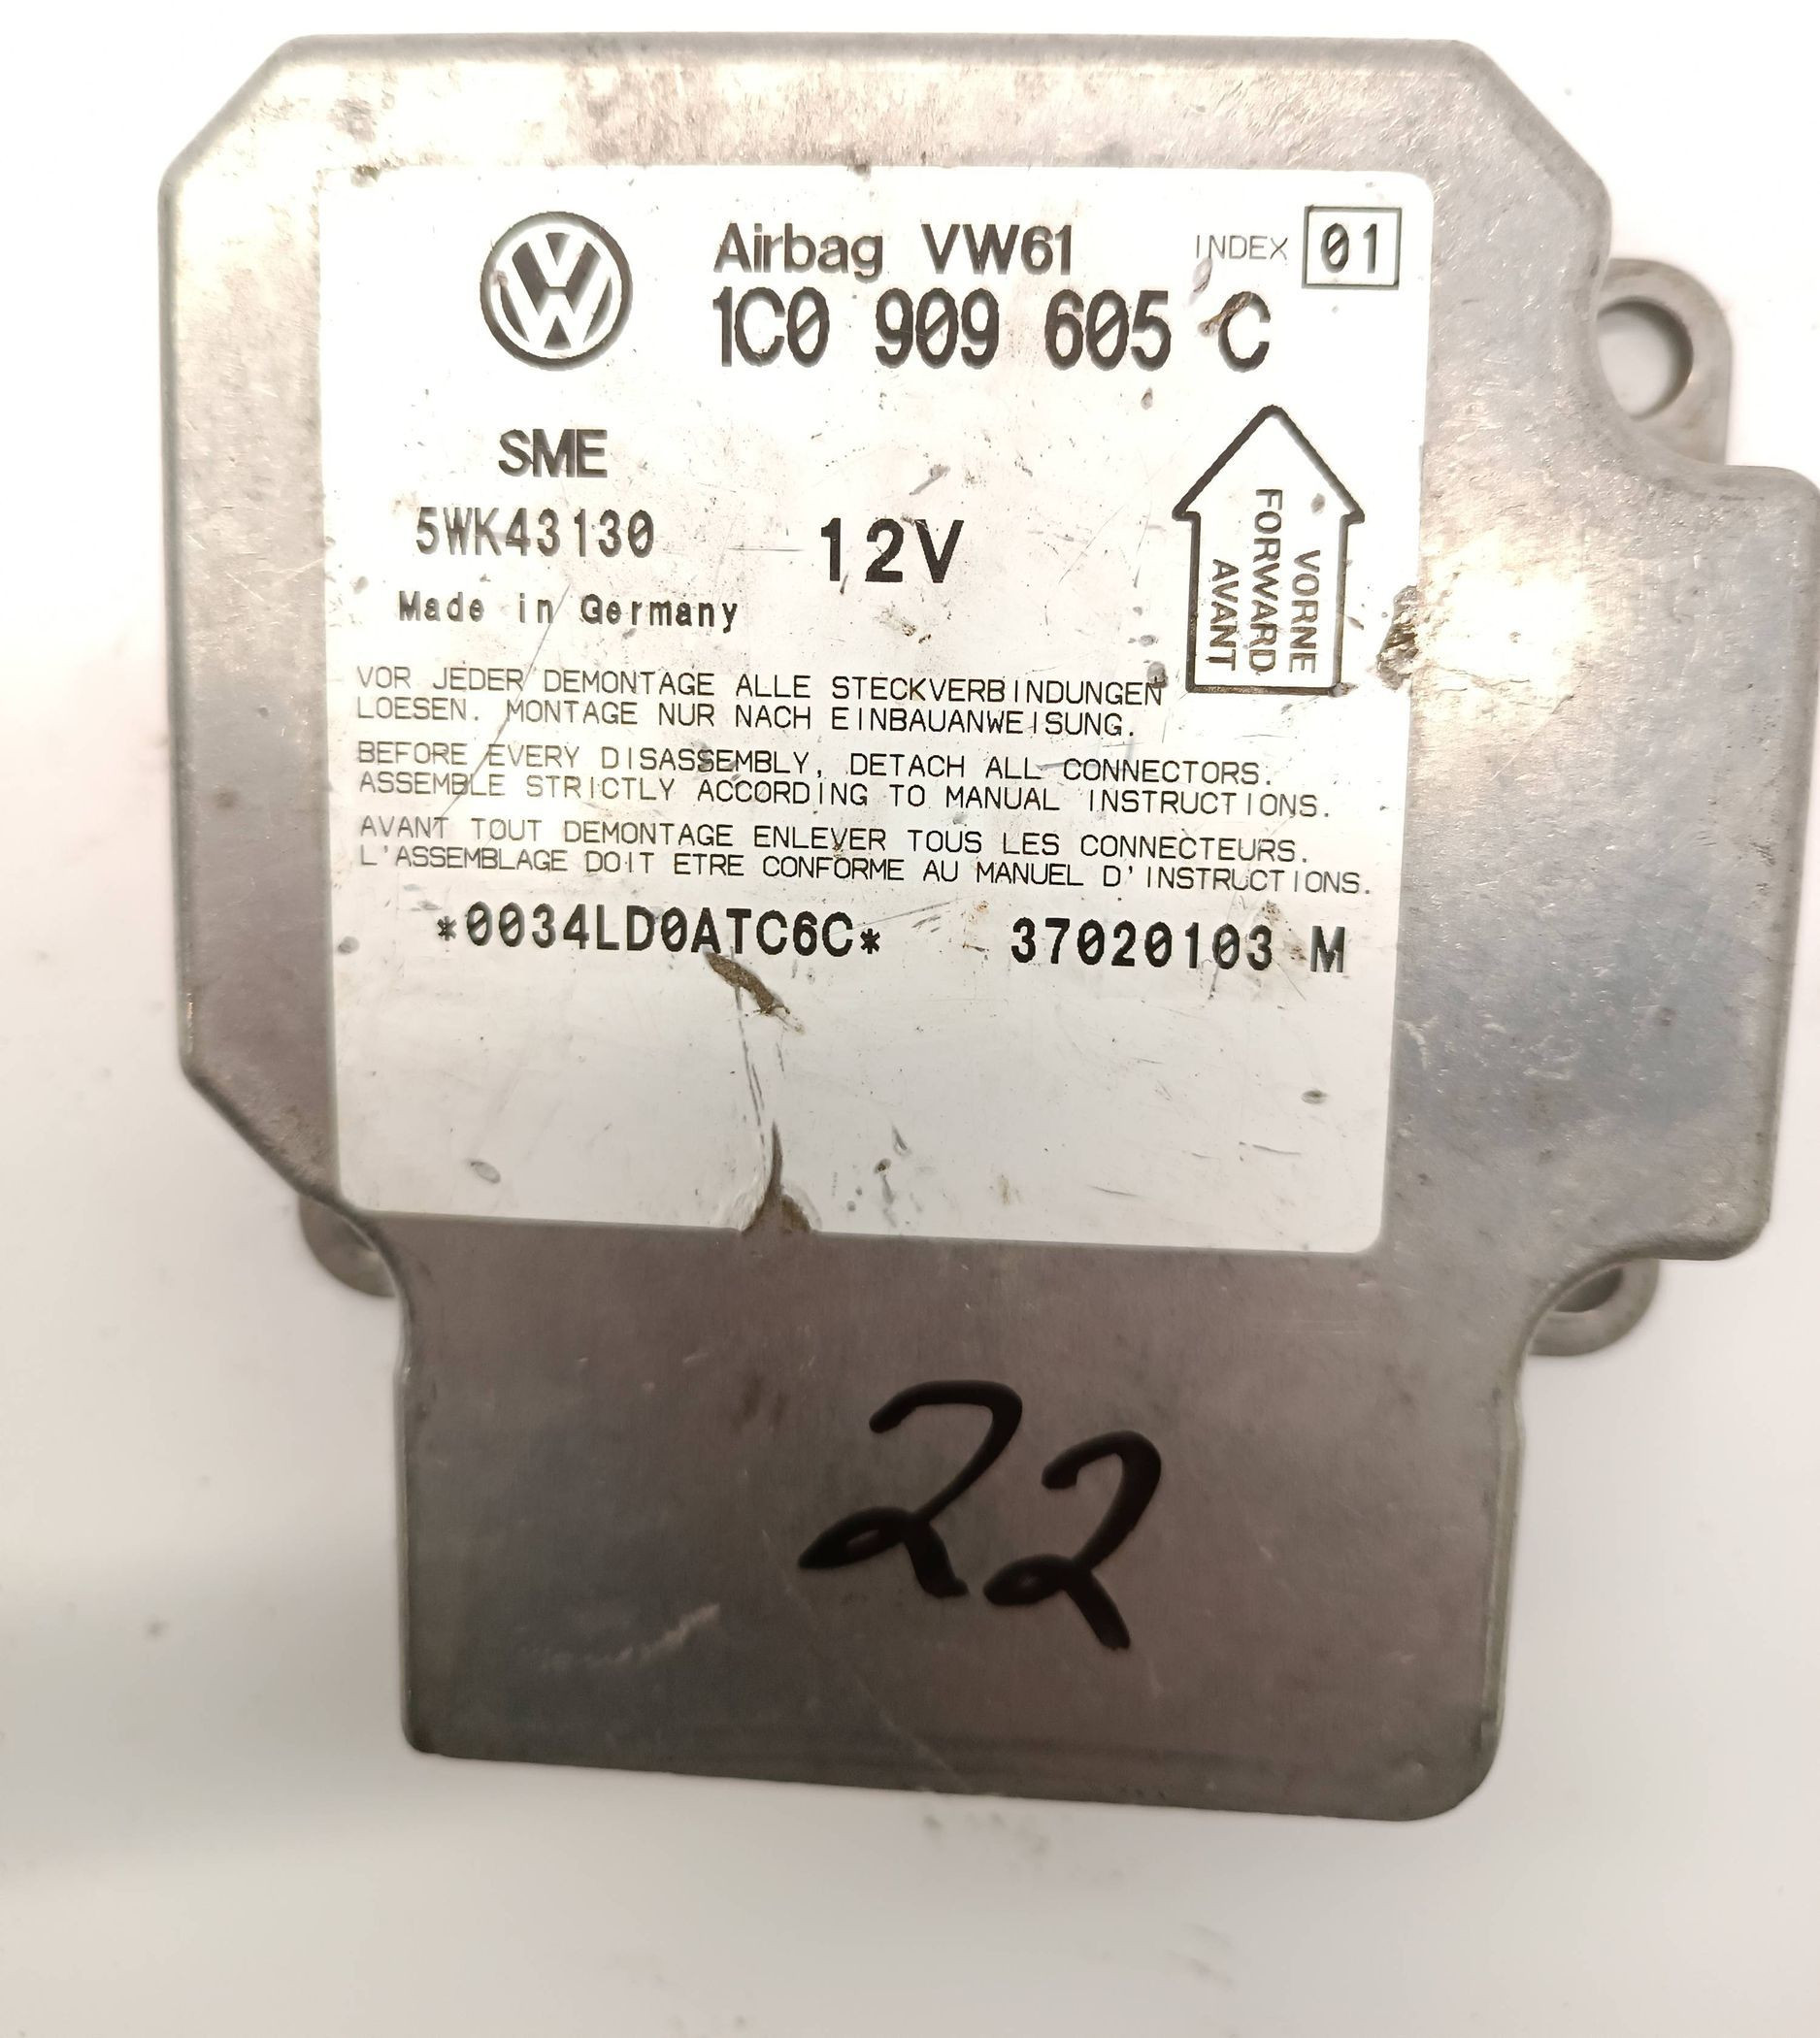 Airbag VW61 INDEX 01
1C0 909 605 C
SME
5WK43130 12V
Made in Germany
VORNE
FORWARD
AVANT
VOR JEDER DEMONTAGE ALLE STECKVERBINDUNGEN
LOESEN. MONTAGE NUR NACH EINBAUANWEISUNG.
BEFORE EVERY DISASSEMBLY, DETACH ALL CONNECTORS.
ASSEMBLE STRICTLY ACCORDING TO MANUAL INSTRUCTIONS.
AVANT TOUT DEMONTAGE ENLEVER TOUS LES CONNECTEURS.
L'ASSEMBLAGE DOIT ETRE CONFORME AU MANUEL D'INSTRUCTIONS.
*0034LD0ATC6C* 37020103 M
22